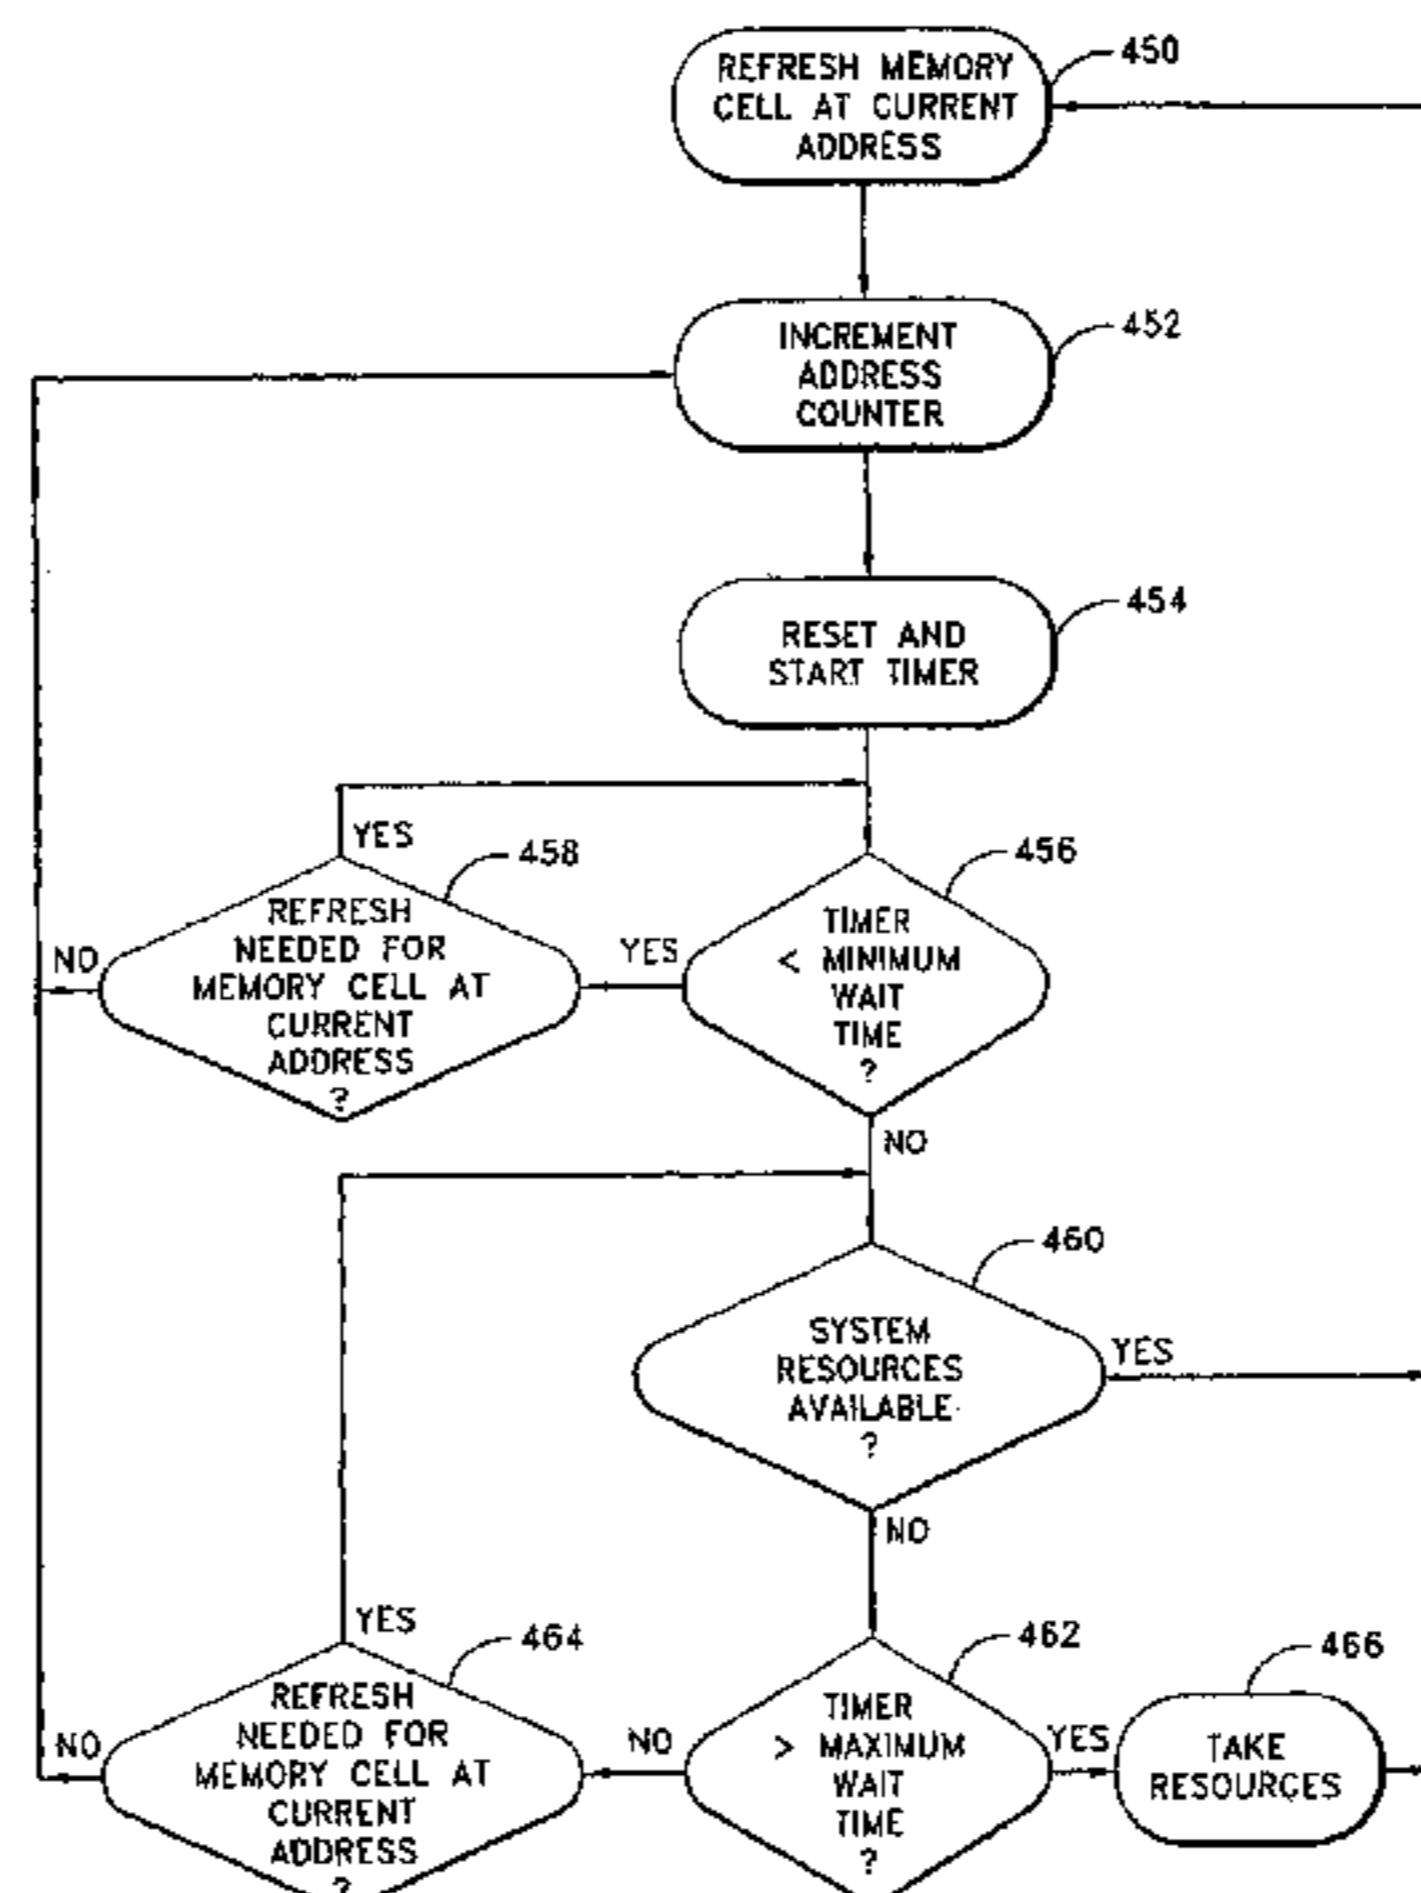 REFRESH MEMORY
CELL AT CURRENT
ADDRESS
450
INCREMENT
ADDRESS
COUNTER
452
RESET AND
START TIMER
454
YES
458
REFRESH
NEEDED FOR
MEMORY CELL AT
CURRENT
ADDRESS
?
NO
YES
456
TIMER
< MINIMUM
WAIT
TIME
?
NO
460
SYSTEM
RESOURCES
AVAILABLE
?
YES
NO
YES
464
REFRESH
NEEDED FOR
MEMORY CELL AT
CURRENT
ADDRESS
?
NO
NO
462
TIMER
> MAXIMUM
WAIT
TIME
?
YES
466
TAKE
RESOURCES